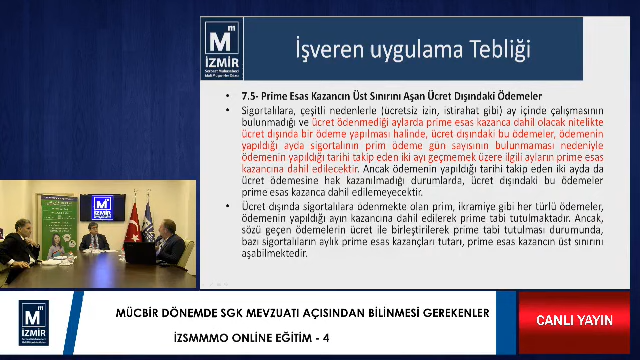 M m
İZMİR
Serbest Muhasebeci
Mali Müşavirler Odası
İşveren uygulama Tebliği
• 7.5- Prime Esas Kazancın Üst Sınırını Aşan Ücret Dışındaki Ödemeler
• Sigortalılara, çeşitli nedenlerle (ücretsiz izin, istirahat gibi) ay içinde çalışmasının
bulunmadığı ve ücret ödenmediği aylarda prime esas kazanca dahil olacak nitelikte
ücret dışında bir ödeme yapılması halinde, ücret dışındaki bu ödemeler, ödemenin
yapıldığı ayda sigortalının prim ödeme gün sayısının bulunmaması nedeniyle
ödemenin yapıldığı tarihi takip eden iki ayı geçmemek üzere ilgili ayların prime esas
kazancına dahil edilecektir. Ancak ödemenin yapıldığı tarihi takip eden iki ayda da
ücret ödemesine hak kazanılmadığı durumlarda, ücret dışındaki bu ödemeler
prime esas kazanca dahil edilemeyecektir.
• Ücret dışında sigortalılara ödenmekte olan prim, ikramiye gibi her türlü ödemeler,
ödemenin yapıldığı ayın kazancına dahil edilerek prime tabi tutulmaktadır. Ancak,
sözü geçen ödemelerin ücret ile birleştirilerek prime tabi tutulması durumunda,
bazı sigortalıların aylık prime esas kazançları tutarı, prime esas kazancın üst sınırını
aşabilmektedir.
M
İZMİR
M m
İZMİR
MÜCBİR DÖNEMDE SGK MEVZUATI AÇISINDAN BİLİNMESİ GEREKENLER
İZSMMMO ONLINE EĞİTİM - 4
CANLI YAYIN